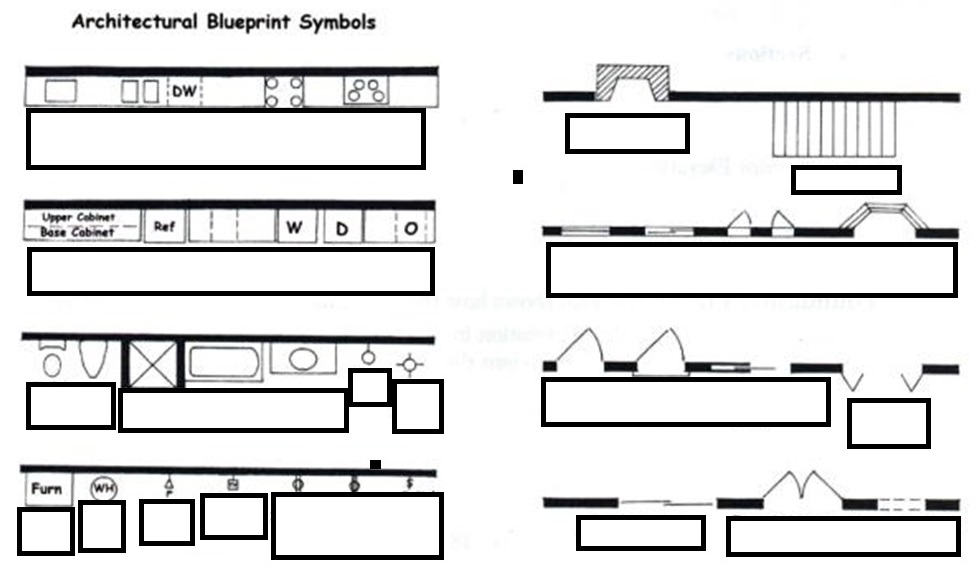 Architectural Blueprint Symbols
DW
Upper Cabinet
Base Cabinet
Ref
W
D
O
Furn
WH
P
$